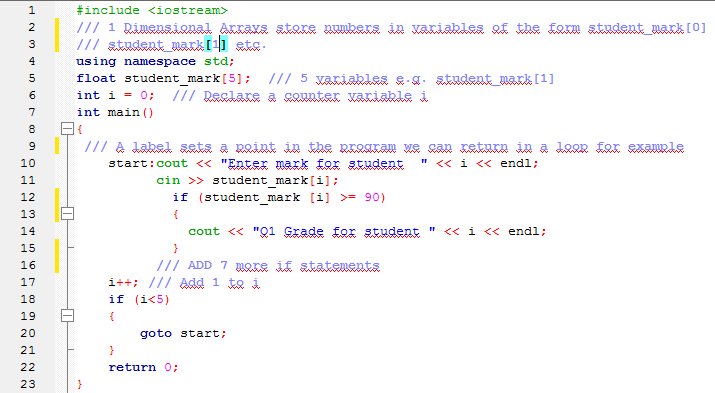 1 #include <iostream>
2 /// 1 Dimensional Arrays store numbers in variables of the form student_mark[0]
3 /// student_mark[1] etc.
4 using namespace std;
5 float student_mark[5]; /// 5 variables e.g. student_mark[1]
6 int i = 0; /// Declare a counter variable i
7 int main()
8 {
9 /// A label sets a point in the program we can return in a loop for example
10 start:cout << "Enter mark for student " << i << endl;
11 cin >> student_mark[i];
12 if (student_mark [i] >= 90)
13 {
14 cout << "Q1 Grade for student " << i << endl;
15 }
16 /// ADD 7 more if statements
17 i++; /// Add 1 to i
18 if (i<5)
19 {
20 goto start;
21 }
22 return 0;
23 }